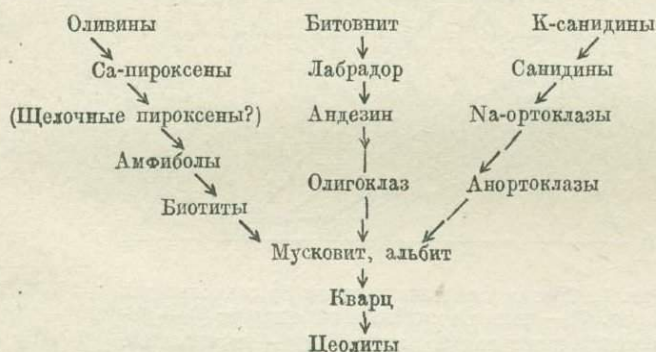 Оливины Битовнит К-санидины
Са-пироксены Лабрадор Санидины
(Щелочные пироксены?) Андезин Na-ортоклазы
Амфиболы
Олигоклаз Анортоклазы
Биотиты
Мусковит, альбит
Кварц
Цеолиты